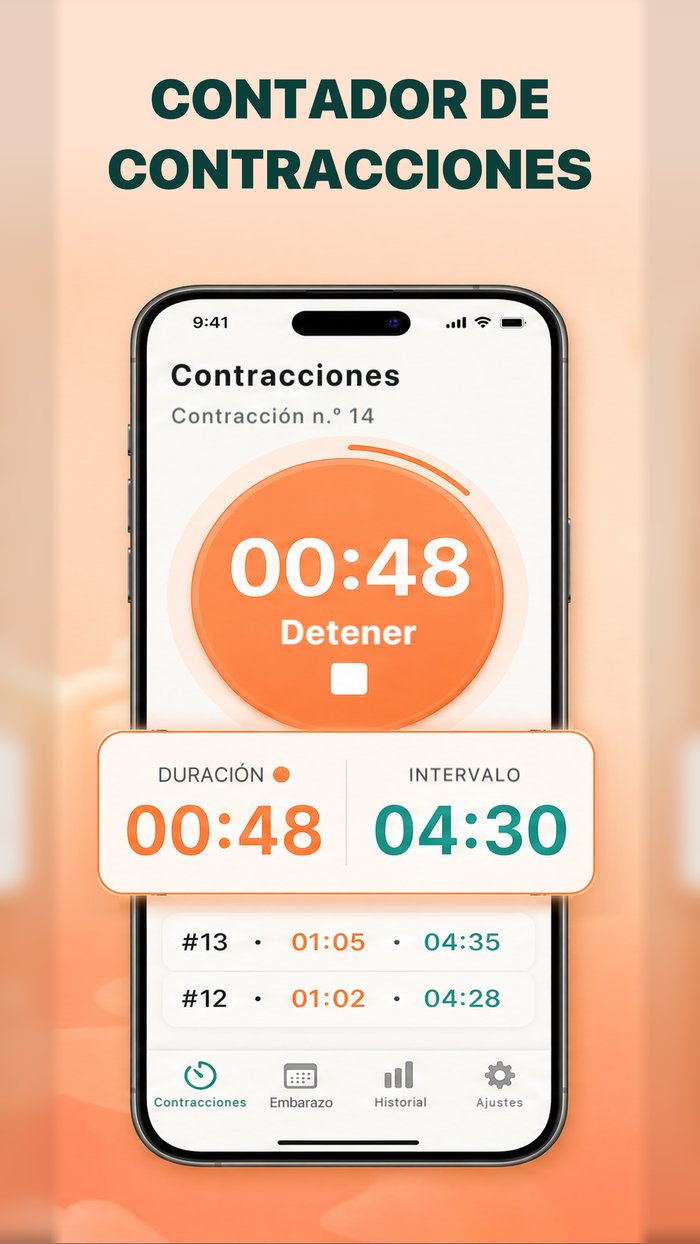 CONTADOR DE
CONTRACCIONES
9:41
Contracciones
Contracción n.º 14
00:48
Detener
DURACIÓN
INTERVALO
00:48
04:30
#13 • 01:05 • 04:35
#12 • 01:02 • 04:28
Contracciones
Embarazo
Historial
Ajustes